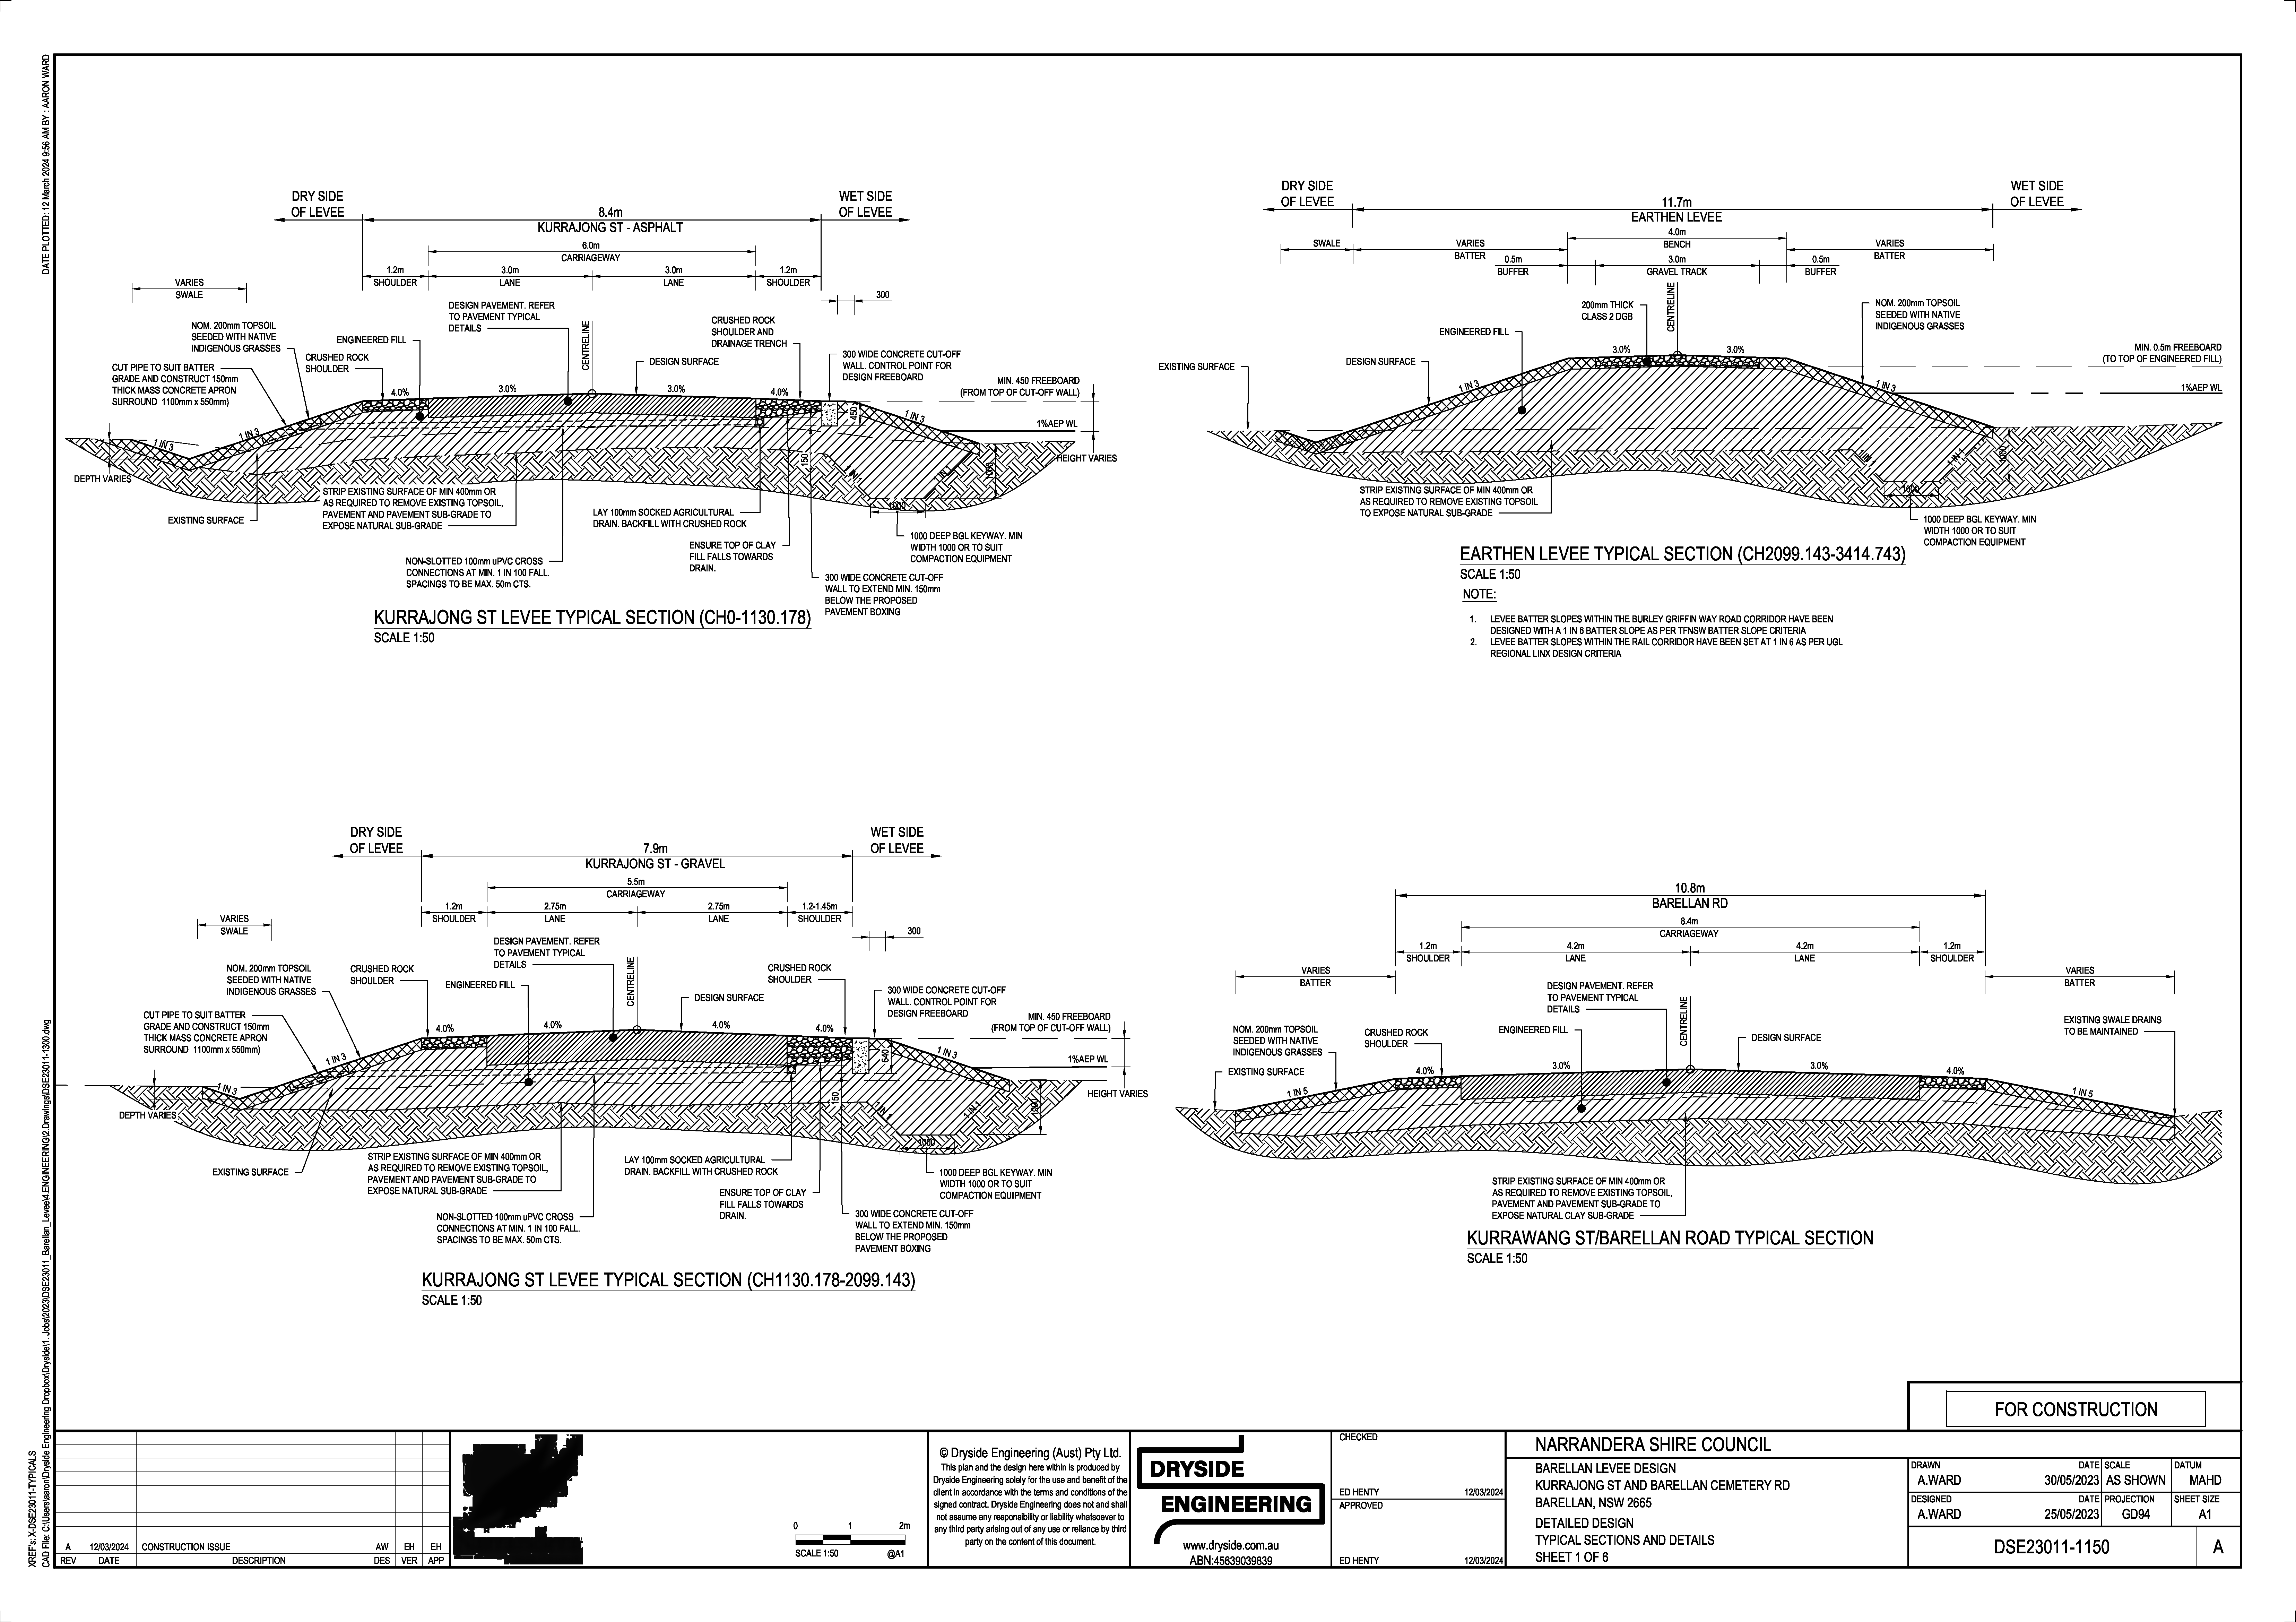 DATE PLOTTED: 12 March 2024 9:56 AM BY : AARON WARD
CAD File: C:\Users\aaron\Dryside Engineering Dropbox\Dryside\1. Jobs\2023\DSE23011_Barellan_Levee\4.ENGINEERING\2.Drawings\DSE23011-1300.dwg
XREF's: X-DSE23011-TYPICALS
DRY SIDE
OF LEVEE
WET SIDE
OF LEVEE
8.4m
KURRAJONG ST - ASPHALT
6.0m
CARRIAGEWAY
1.2m
SHOULDER
3.0m
LANE
3.0m
LANE
1.2m
SHOULDER
VARIES
SWALE
300
NOM. 200mm TOPSOIL
SEEDED WITH NATIVE
INDIGENOUS GRASSES
CUT PIPE TO SUIT BATTER
GRADE AND CONSTRUCT 150mm
THICK MASS CONCRETE APRON
SURROUND 1100mm x 550mm)
ENGINEERED FILL
CRUSHED ROCK
SHOULDER
DESIGN PAVEMENT. REFER
TO PAVEMENT TYPICAL
DETAILS
CENTRELINE
DESIGN SURFACE
CRUSHED ROCK
SHOULDER AND
DRAINAGE TRENCH
300 WIDE CONCRETE CUT-OFF
WALL. CONTROL POINT FOR
DESIGN FREEBOARD
MIN. 450 FREEBOARD
(FROM TOP OF CUT-OFF WALL)
1%AEP WL
HEIGHT VARIES
4.0%
3.0%
3.0%
4.0%
1 IN 3
1 IN 3
1 IN 3
450
150
1 IN 1
1 IN 1
1000
1000
DEPTH VARIES
EXISTING SURFACE
STRIP EXISTING SURFACE OF MIN 400mm OR
AS REQUIRED TO REMOVE EXISTING TOPSOIL,
PAVEMENT AND PAVEMENT SUB-GRADE TO
EXPOSE NATURAL SUB-GRADE
NON-SLOTTED 100mm uPVC CROSS
CONNECTIONS AT MIN. 1 IN 100 FALL.
SPACINGS TO BE MAX. 50m CTS.
LAY 100mm SOCKED AGRICULTURAL
DRAIN. BACKFILL WITH CRUSHED ROCK
ENSURE TOP OF CLAY
FILL FALLS TOWARDS
DRAIN.
1000 DEEP BGL KEYWAY. MIN
WIDTH 1000 OR TO SUIT
COMPACTION EQUIPMENT
300 WIDE CONCRETE CUT-OFF
WALL TO EXTEND MIN. 150mm
BELOW THE PROPOSED
PAVEMENT BOXING
KURRAJONG ST LEVEE TYPICAL SECTION (CH0-1130.178)
SCALE 1:50
DRY SIDE
OF LEVEE
WET SIDE
OF LEVEE
11.7m
EARTHEN LEVEE
4.0m
BENCH
SWALE
VARIES
BATTER
VARIES
BATTER
0.5m
BUFFER
3.0m
GRAVEL TRACK
0.5m
BUFFER
200mm THICK
CLASS 2 DGB
CENTRELINE
NOM. 200mm TOPSOIL
SEEDED WITH NATIVE
INDIGENOUS GRASSES
ENGINEERED FILL
DESIGN SURFACE
EXISTING SURFACE
3.0%
3.0%
MIN. 0.5m FREEBOARD
(TO TOP OF ENGINEERED FILL)
1%AEP WL
1 IN 3
1 IN 3
1 IN 1
1000
1000
STRIP EXISTING SURFACE OF MIN 400mm OR
AS REQUIRED TO REMOVE EXISTING TOPSOIL
TO EXPOSE NATURAL SUB-GRADE
1000 DEEP BGL KEYWAY. MIN
WIDTH 1000 OR TO SUIT
COMPACTION EQUIPMENT
EARTHEN LEVEE TYPICAL SECTION (CH2099.143-3414.743)
SCALE 1:50
NOTE:
1. LEVEE BATTER SLOPES WITHIN THE BURLEY GRIFFIN WAY ROAD CORRIDOR HAVE BEEN
DESIGNED WITH A 1 IN 6 BATTER SLOPE AS PER TFNSW BATTER SLOPE CRITERIA
2. LEVEE BATTER SLOPES WITHIN THE RAIL CORRIDOR HAVE BEEN SET AT 1 IN 6 AS PER UGL
REGIONAL LINX DESIGN CRITERIA
DRY SIDE
OF LEVEE
WET SIDE
OF LEVEE
7.9m
KURRAJONG ST - GRAVEL
5.5m
CARRIAGEWAY
1.2m
SHOULDER
2.75m
LANE
2.75m
LANE
1.2-1.45m
SHOULDER
VARIES
SWALE
300
NOM. 200mm TOPSOIL
SEEDED WITH NATIVE
INDIGENOUS GRASSES
CUT PIPE TO SUIT BATTER
GRADE AND CONSTRUCT 150mm
THICK MASS CONCRETE APRON
SURROUND 1100mm x 550mm)
CRUSHED ROCK
SHOULDER
ENGINEERED FILL
DESIGN PAVEMENT. REFER
TO PAVEMENT TYPICAL
DETAILS
CENTRELINE
DESIGN SURFACE
CRUSHED ROCK
SHOULDER
300 WIDE CONCRETE CUT-OFF
WALL. CONTROL POINT FOR
DESIGN FREEBOARD
MIN. 450 FREEBOARD
(FROM TOP OF CUT-OFF WALL)
1%AEP WL
HEIGHT VARIES
4.0%
4.0%
4.0%
4.0%
1 IN 3
1 IN 3
1 IN 3
640
150
1 IN 1
1 IN 1
1000
1000
DEPTH VARIES
EXISTING SURFACE
STRIP EXISTING SURFACE OF MIN 400mm OR
AS REQUIRED TO REMOVE EXISTING TOPSOIL,
PAVEMENT AND PAVEMENT SUB-GRADE TO
EXPOSE NATURAL SUB-GRADE
NON-SLOTTED 100mm uPVC CROSS
CONNECTIONS AT MIN. 1 IN 100 FALL.
SPACINGS TO BE MAX. 50m CTS.
LAY 100mm SOCKED AGRICULTURAL
DRAIN. BACKFILL WITH CRUSHED ROCK
ENSURE TOP OF CLAY
FILL FALLS TOWARDS
DRAIN.
1000 DEEP BGL KEYWAY. MIN
WIDTH 1000 OR TO SUIT
COMPACTION EQUIPMENT
300 WIDE CONCRETE CUT-OFF
WALL TO EXTEND MIN. 150mm
BELOW THE PROPOSED
PAVEMENT BOXING
KURRAJONG ST LEVEE TYPICAL SECTION (CH1130.178-2099.143)
SCALE 1:50
10.8m
BARELLAN RD
8.4m
CARRIAGEWAY
1.2m
SHOULDER
4.2m
LANE
4.2m
LANE
1.2m
SHOULDER
VARIES
BATTER
VARIES
BATTER
DESIGN PAVEMENT. REFER
TO PAVEMENT TYPICAL
DETAILS
CENTRELINE
NOM. 200mm TOPSOIL
SEEDED WITH NATIVE
INDIGENOUS GRASSES
CRUSHED ROCK
SHOULDER
ENGINEERED FILL
DESIGN SURFACE
EXISTING SWALE DRAINS
TO BE MAINTAINED
EXISTING SURFACE
4.0%
3.0%
3.0%
4.0%
1 IN 5
1 IN 5
STRIP EXISTING SURFACE OF MIN 400mm OR
AS REQUIRED TO REMOVE EXISTING TOPSOIL,
PAVEMENT AND PAVEMENT SUB-GRADE TO
EXPOSE NATURAL CLAY SUB-GRADE
KURRAWANG ST/BARELLAN ROAD TYPICAL SECTION
SCALE 1:50
FOR CONSTRUCTION
A 12/03/2024 CONSTRUCTION ISSUE AW EH EH
REV DATE DESCRIPTION DES VER APP
0 1 2m
SCALE 1:50 @A1
© Dryside Engineering (Aust) Pty Ltd.
This plan and the design here within is produced by
Dryside Engineering solely for the use and benefit of the
client in accordance with the terms and conditions of the
signed contract. Dryside Engineering does not and shall
not assume any responsibility or liability whatsoever to
any third party arising out of any use or reliance by third
party on the content of this document.
DRYSIDE
ENGINEERING
www.dryside.com.au
ABN:45639039839
CHECKED
ED HENTY 12/03/2024
APPROVED
ED HENTY 12/03/2024
NARRANDERA SHIRE COUNCIL
BARELLAN LEVEE DESIGN
KURRAJONG ST AND BARELLAN CEMETERY RD
BARELLAN, NSW 2665
DETAILED DESIGN
TYPICAL SECTIONS AND DETAILS
SHEET 1 OF 6
DRAWN DATE SCALE DATUM
A.WARD 30/05/2023 AS SHOWN MAHD
DESIGNED DATE PROJECTION SHEET SIZE
A.WARD 25/05/2023 GD94 A1
DSE23011-1150 A